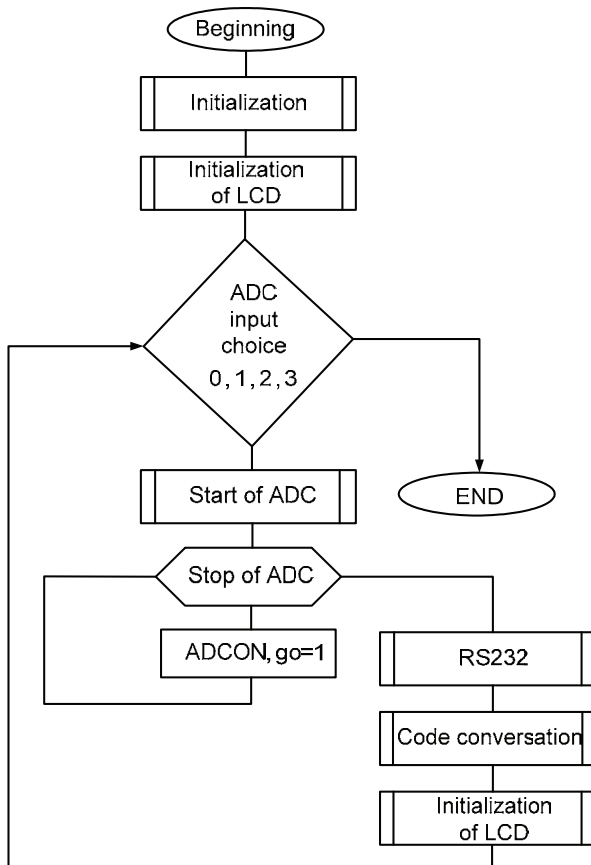 Beginning
Initialization
Initialization
of LCD
ADC
input
choice
0, 1, 2, 3
Start of ADC
END
Stop of ADC
ADCON, go=1
RS232
Code conversation
Initialization
of LCD